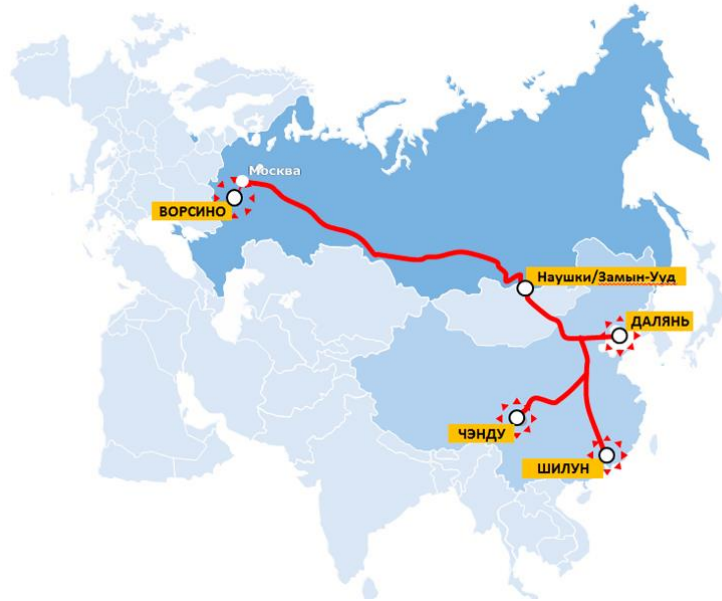 Москва
ВОРСИНО
Наушки/Замын-Ууд
ДАЛЯНЬ
ЧЭНДУ
ШИЛУН